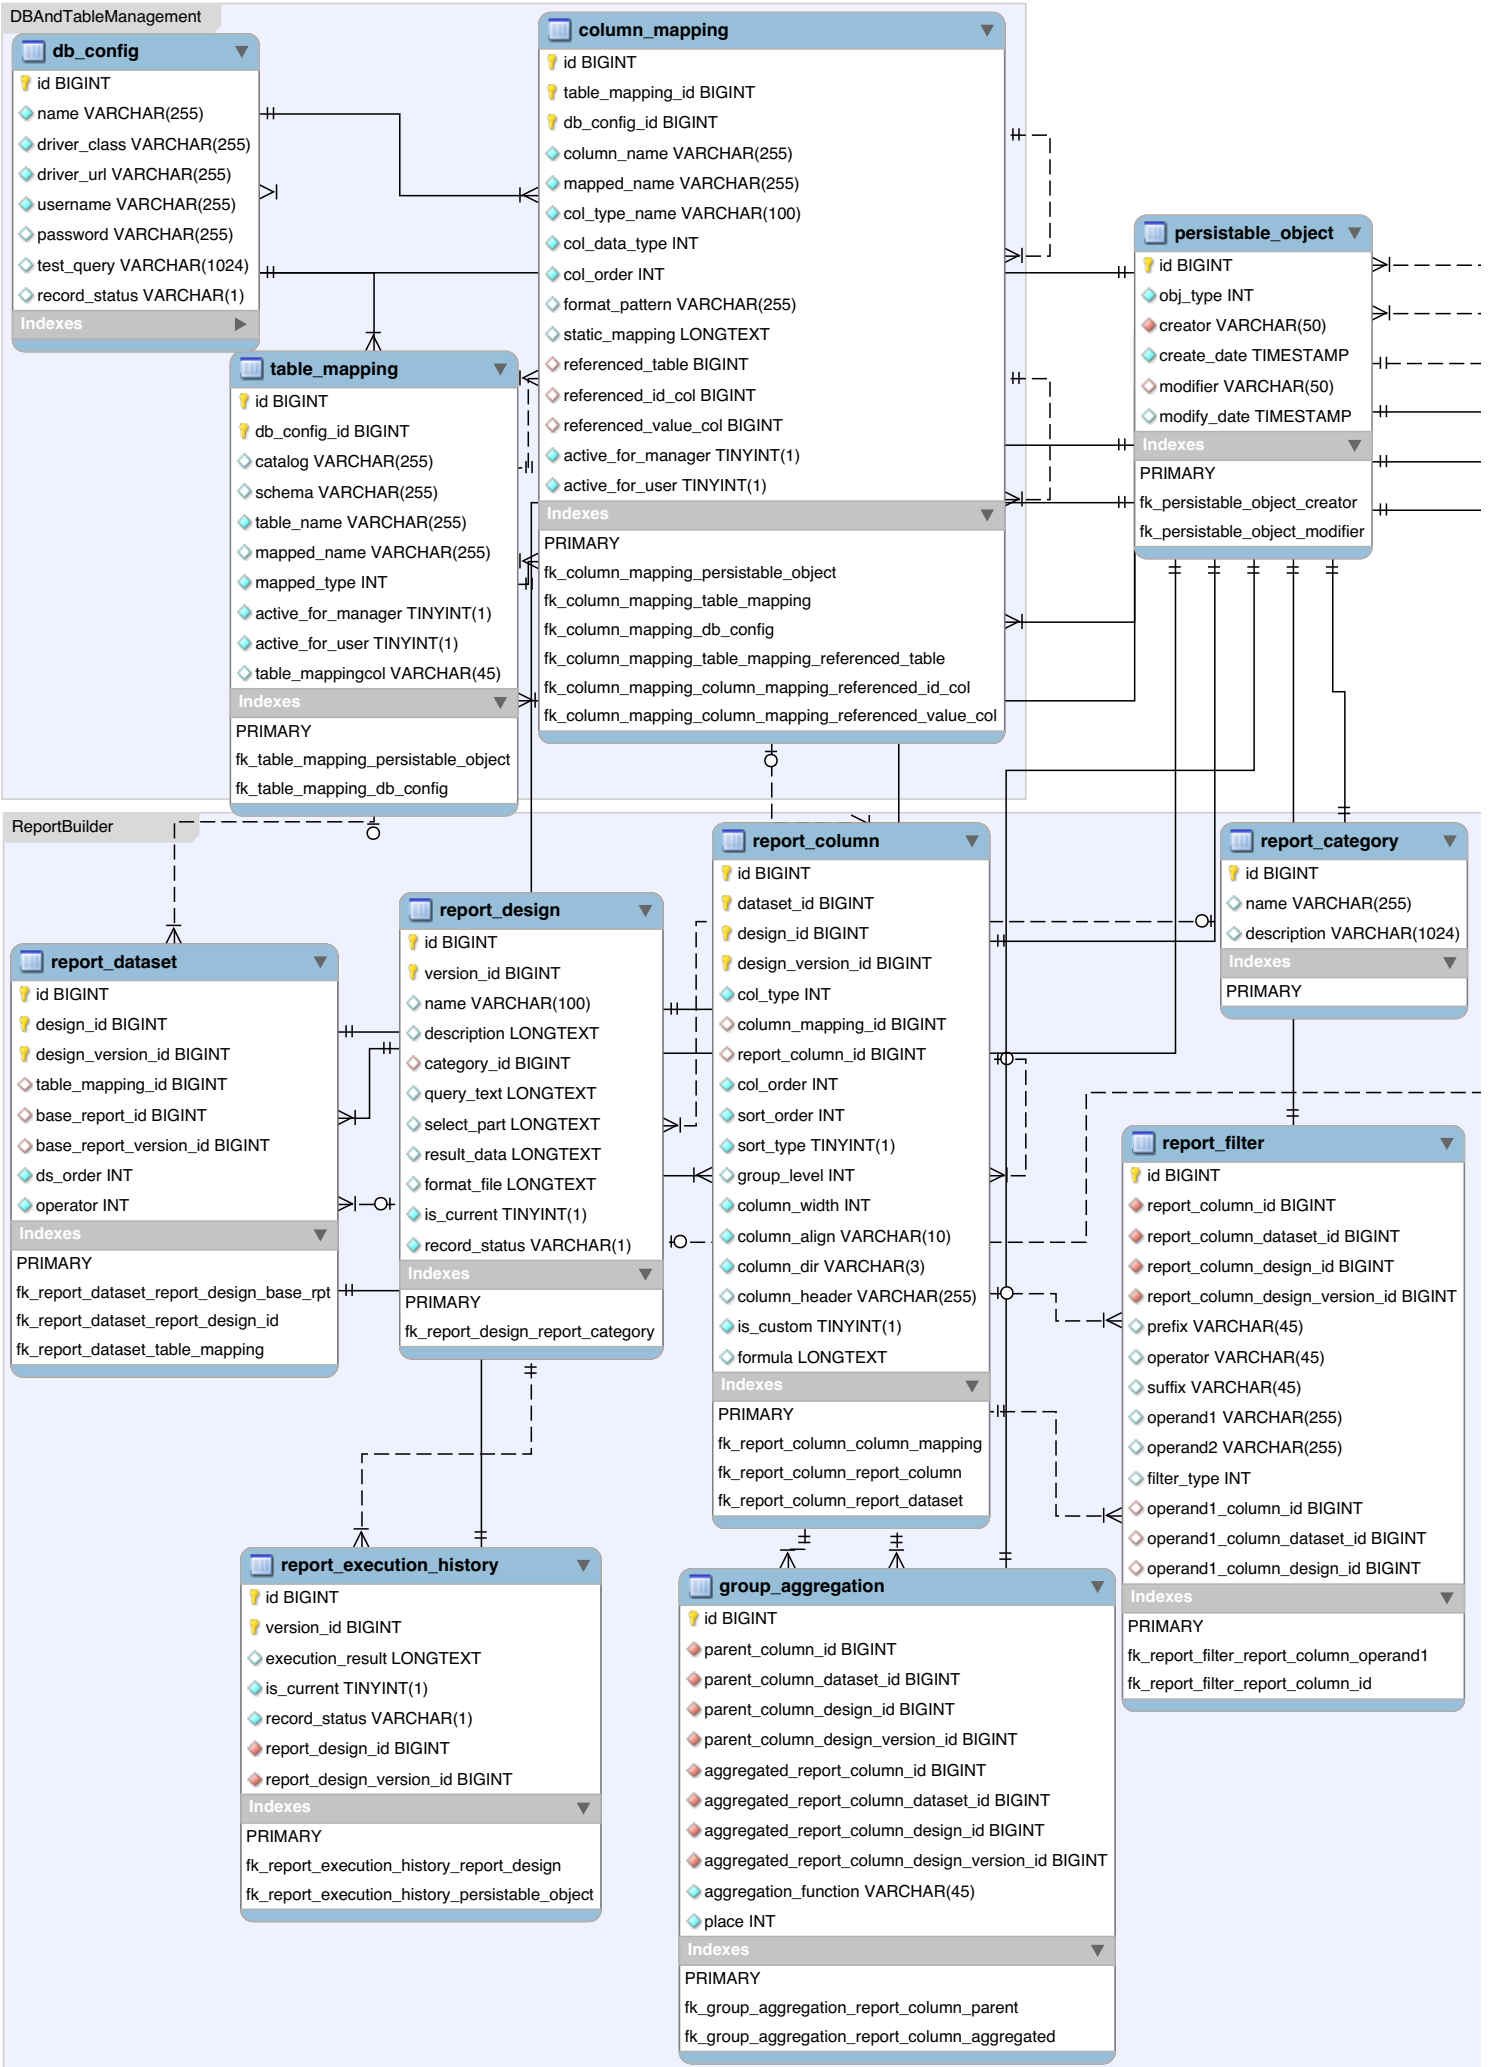 DBAndTableManagement
db_config
id BIGINT
name VARCHAR(255)
driver_class VARCHAR(255)
driver_url VARCHAR(255)
username VARCHAR(255)
password VARCHAR(255)
test_query VARCHAR(1024)
record_status VARCHAR(1)
Indexes
column_mapping
id BIGINT
table_mapping_id BIGINT
db_config_id BIGINT
column_name VARCHAR(255)
mapped_name VARCHAR(255)
col_type_name VARCHAR(100)
col_data_type INT
col_order INT
format_pattern VARCHAR(255)
static_mapping LONGTEXT
referenced_table BIGINT
referenced_id_col BIGINT
referenced_value_col BIGINT
active_for_manager TINYINT(1)
active_for_user TINYINT(1)
Indexes
PRIMARY
fk_column_mapping_persistable_object
fk_column_mapping_table_mapping
fk_column_mapping_db_config
fk_column_mapping_table_mapping_referenced_table
fk_column_mapping_column_mapping_referenced_id_col
fk_column_mapping_column_mapping_referenced_value_col
persistable_object
id BIGINT
obj_type INT
creator VARCHAR(50)
create_date TIMESTAMP
modifier VARCHAR(50)
modify_date TIMESTAMP
Indexes
PRIMARY
fk_persistable_object_creator
fk_persistable_object_modifier
table_mapping
id BIGINT
db_config_id BIGINT
catalog VARCHAR(255)
schema VARCHAR(255)
table_name VARCHAR(255)
mapped_name VARCHAR(255)
mapped_type INT
active_for_manager TINYINT(1)
active_for_user TINYINT(1)
table_mappingcol VARCHAR(45)
Indexes
PRIMARY
fk_table_mapping_persistable_object
fk_table_mapping_db_config
ReportBuilder
report_dataset
id BIGINT
design_id BIGINT
design_version_id BIGINT
table_mapping_id BIGINT
base_report_id BIGINT
base_report_version_id BIGINT
ds_order INT
operator INT
Indexes
PRIMARY
fk_report_dataset_report_design_base_rpt
fk_report_dataset_report_design_id
fk_report_dataset_table_mapping
report_design
id BIGINT
version_id BIGINT
name VARCHAR(100)
description LONGTEXT
category_id BIGINT
query_text LONGTEXT
select_part LONGTEXT
result_data LONGTEXT
format_file LONGTEXT
is_current TINYINT(1)
record_status VARCHAR(1)
Indexes
PRIMARY
fk_report_design_report_category
report_column
id BIGINT
dataset_id BIGINT
design_id BIGINT
design_version_id BIGINT
col_type INT
column_mapping_id BIGINT
report_column_id BIGINT
col_order INT
sort_order INT
sort_type TINYINT(1)
group_level INT
column_width INT
column_align VARCHAR(10)
column_dir VARCHAR(3)
column_header VARCHAR(255)
is_custom TINYINT(1)
formula LONGTEXT
Indexes
PRIMARY
fk_report_column_column_mapping
fk_report_column_report_column
fk_report_column_report_dataset
report_category
id BIGINT
name VARCHAR(255)
description VARCHAR(1024)
Indexes
PRIMARY
report_filter
id BIGINT
report_column_id BIGINT
report_column_dataset_id BIGINT
report_column_design_id BIGINT
report_column_design_version_id BIGINT
prefix VARCHAR(45)
operator VARCHAR(45)
suffix VARCHAR(45)
operand1 VARCHAR(255)
operand2 VARCHAR(255)
filter_type INT
operand1_column_id BIGINT
operand1_column_dataset_id BIGINT
operand1_column_design_id BIGINT
Indexes
PRIMARY
fk_report_filter_report_column_operand1
fk_report_filter_report_column_id
report_execution_history
id BIGINT
version_id BIGINT
execution_result LONGTEXT
is_current TINYINT(1)
record_status VARCHAR(1)
report_design_id BIGINT
report_design_version_id BIGINT
Indexes
PRIMARY
fk_report_execution_history_report_design
fk_report_execution_history_persistable_object
group_aggregation
id BIGINT
parent_column_id BIGINT
parent_column_dataset_id BIGINT
parent_column_design_id BIGINT
parent_column_design_version_id BIGINT
aggregated_report_column_id BIGINT
aggregated_report_column_dataset_id BIGINT
aggregated_report_column_design_id BIGINT
aggregated_report_column_design_version_id BIGINT
aggregation_function VARCHAR(45)
place INT
Indexes
PRIMARY
fk_group_aggregation_report_column_parent
fk_group_aggregation_report_column_aggregated